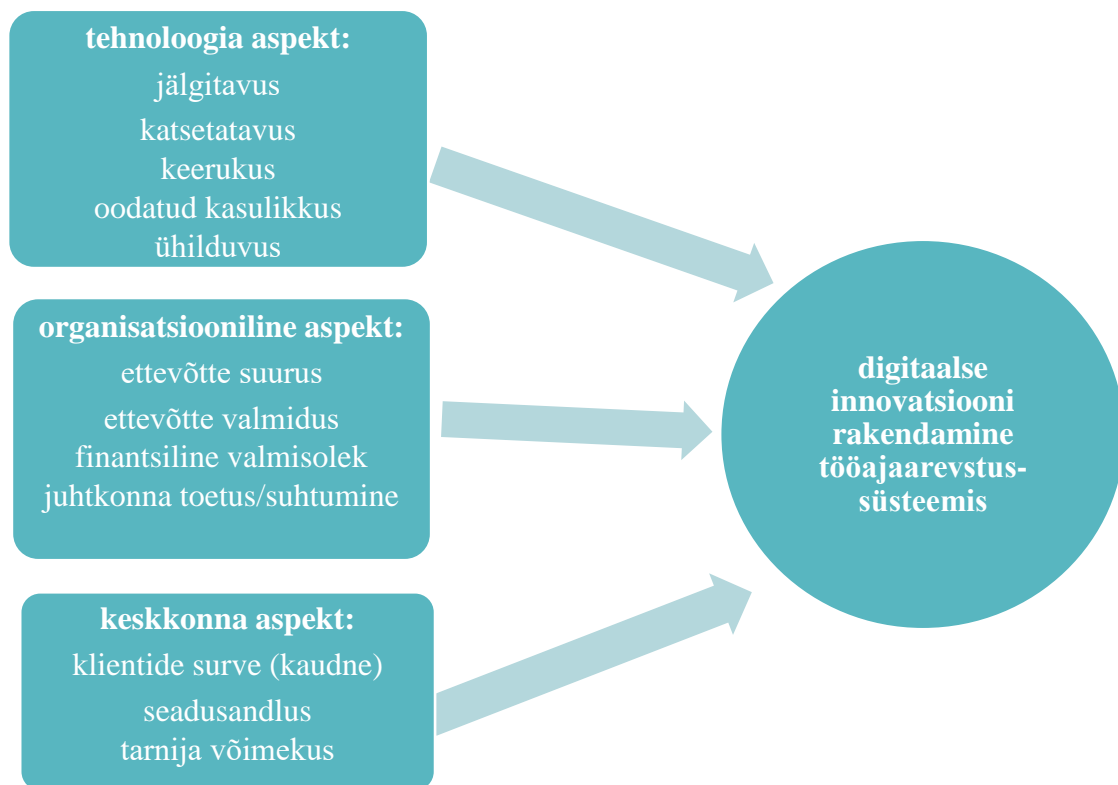 tehnoloogia aspekt:
jälgitavus
katsetatavus
keerukus
oodatud kasulikkus
ühilduvus
organisatsiooniline aspekt:
ettevõtte suurus
ettevõtte valmidus
finantsiline valmisolek
juhtkonna toetus/suhtumine
keskkonna aspekt:
klientide surve (kaudne)
seadusandlus
tarnija võimekus
digitaalse
innovatsiooni
rakendamine
tööajaarevstus-
süsteemis